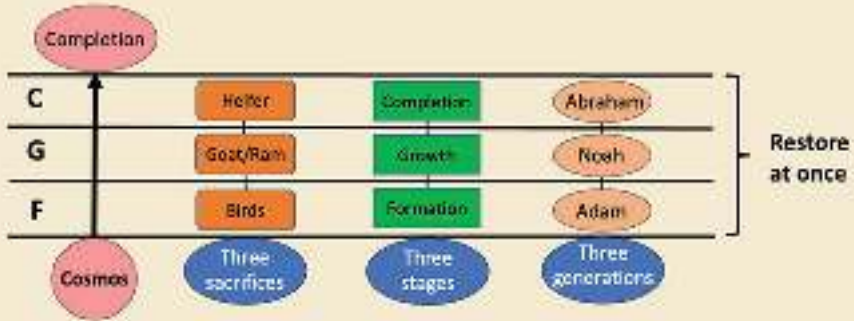 Completion
C Heifer Completion Abraham
G Goat/Ram Growth Noah
F Birds Formation Adam
Restore
at once
Cosmos
Three
sacrifices
Three
stages
Three
generations